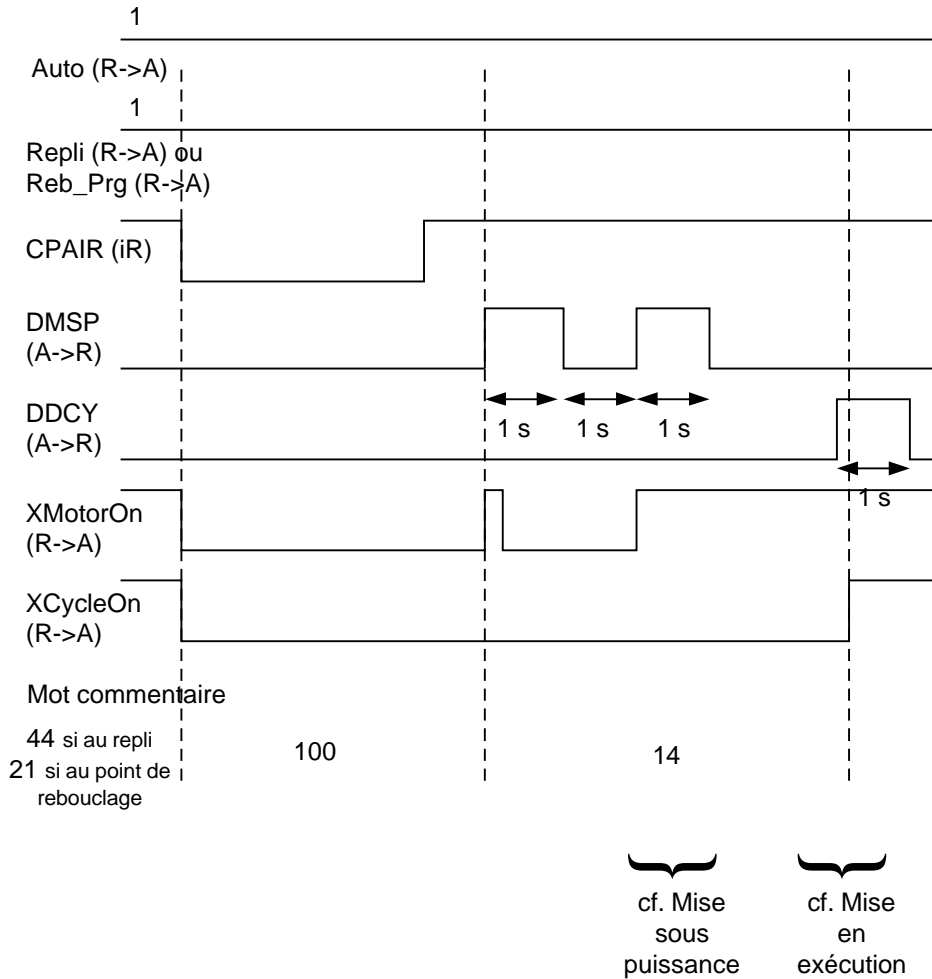 1
Auto (R->A)
1
Repli (R->A) ou
Reb_Prg (R->A)
CPAIR (iR)
DMSP
(A->R)
1 s
1 s
1 s
DDCY
(A->R)
1 s
XMotorOn
(R->A)
XCycleOn
(R->A)
Mot commentaire
44 si au repli
21 si au point de
rebouclage
100
14
cf. Mise
sous
puissance
cf. Mise
en
exécution